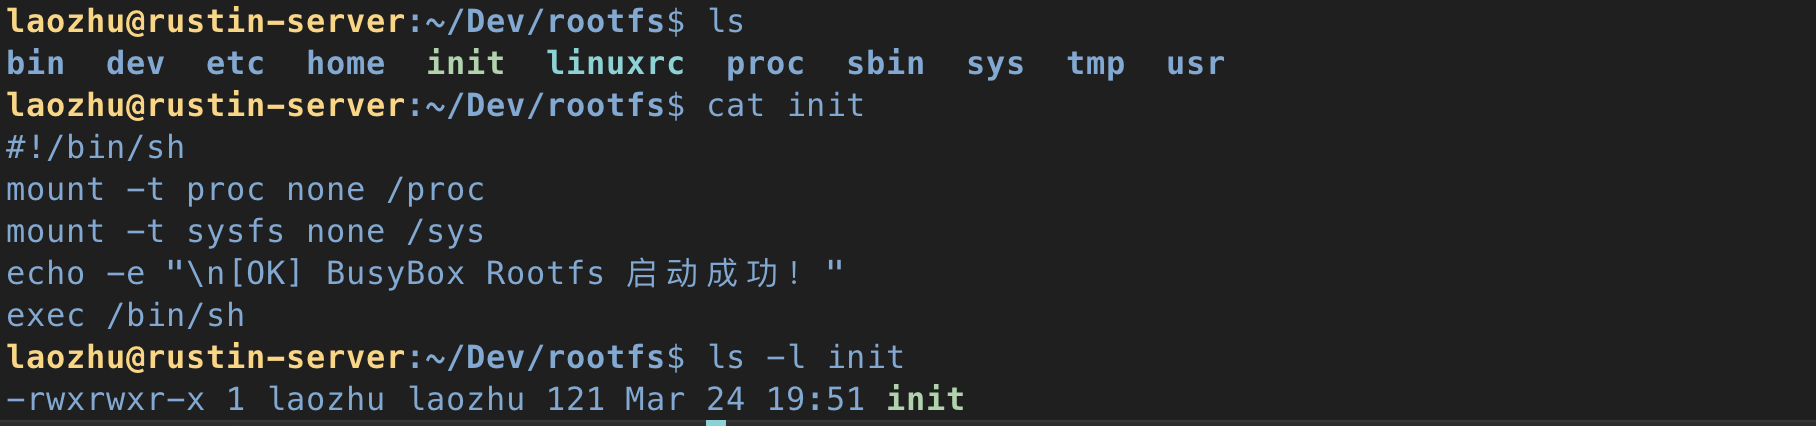 laozhu@rustin-server:~/Dev/rootfs$ ls
bin  dev  etc  home  init  linuxrc  proc  sbin  sys  tmp  usr
laozhu@rustin-server:~/Dev/rootfs$ cat init
#!/bin/sh
mount -t proc none /proc
mount -t sysfs none /sys
echo -e "\n[OK] BusyBox Rootfs 启动成功！"
exec /bin/sh
laozhu@rustin-server:~/Dev/rootfs$ ls -l init
-rwxrwxr-x 1 laozhu laozhu 121 Mar 24 19:51 init